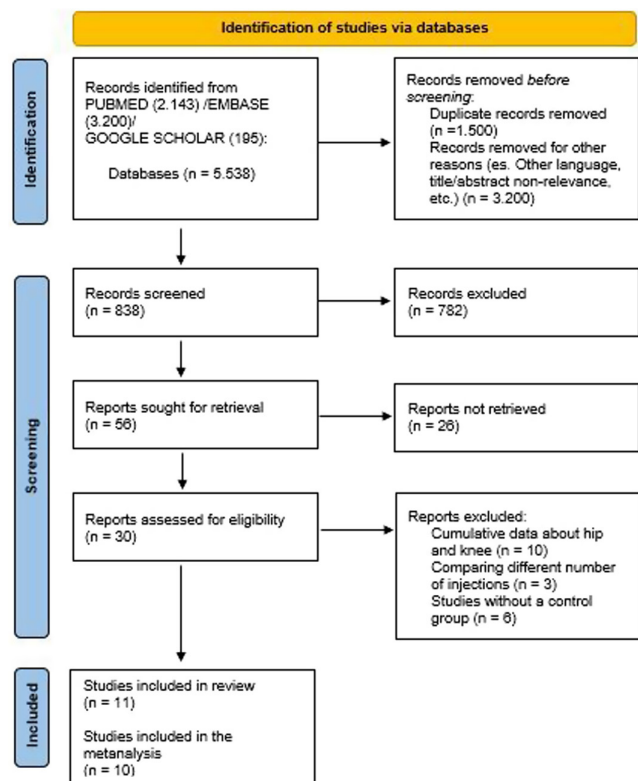 Identification of studies via databases
Identification
Records identified from
PUBMED (2.143) /EMBASE
(3.200)/
GOOGLE SCHOLAR (195):
Databases (n = 5.538)
Records removed before
screening:
Duplicate records removed
(n =1.500)
Records removed for other
reasons (es. Other language,
title/abstract non-relevance,
etc.) (n = 3.200)
Screening
Records screened
(n = 838)
Records excluded
(n = 782)
Reports sought for retrieval
(n = 56)
Reports not retrieved
(n = 26)
Reports assessed for eligibility
(n = 30)
Reports excluded:
Cumulative data about hip
and knee (n = 10)
Comparing different number
of injections (n = 3)
Studies without a control
group (n = 6)
Included
Studies included in review
(n = 11)
Studies included in the
metanalysis
(n = 10)